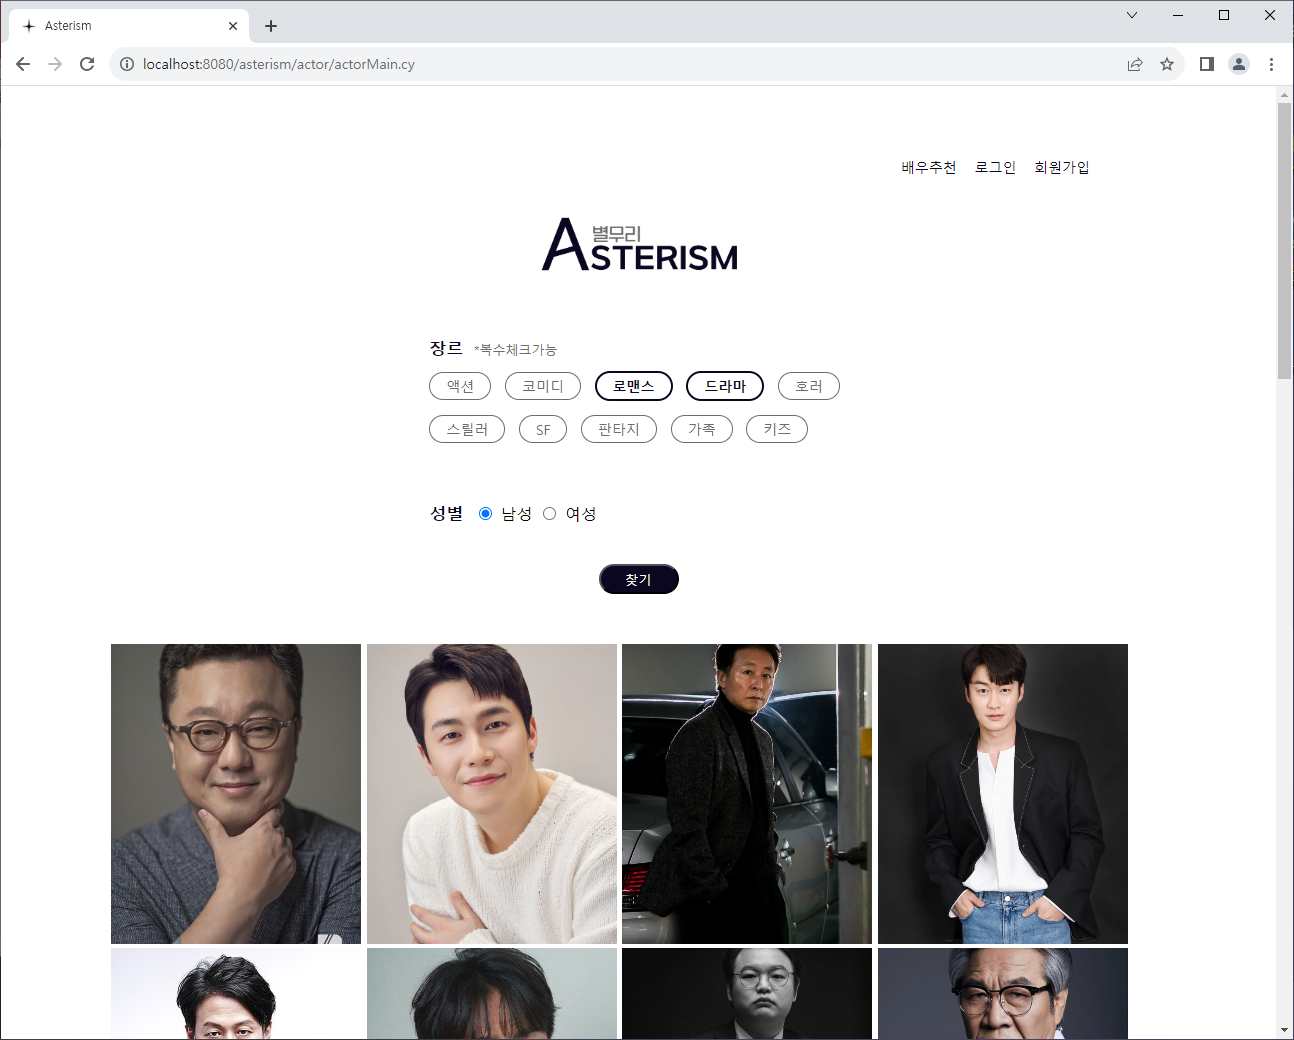 Asterism
localhost:8080/asterism/actor/actorMain.cy
배우추천 로그인 회원가입
별무리
ASTERISM
장르 *복수체크가능
액션 코미디 로맨스 드라마 호러
스릴러 SF 판타지 가족 키즈
성별 남성 여성
찾기